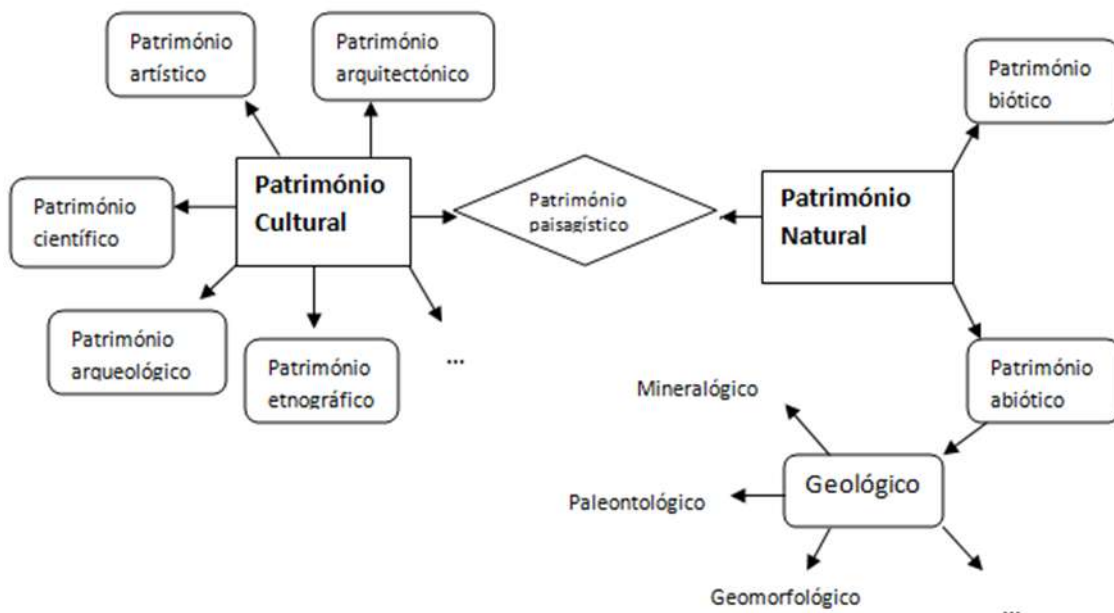 Património
artístico
Património
arquitectónico
Património
biótico
Património
Cultural
Património
paisagístico
Património
Natural
Património
científico
Património
arqueológico
Património
etnográfico
...
Património
abiótico
Mineralógico
Geológico
Paleontológico
Geomorfológico
...